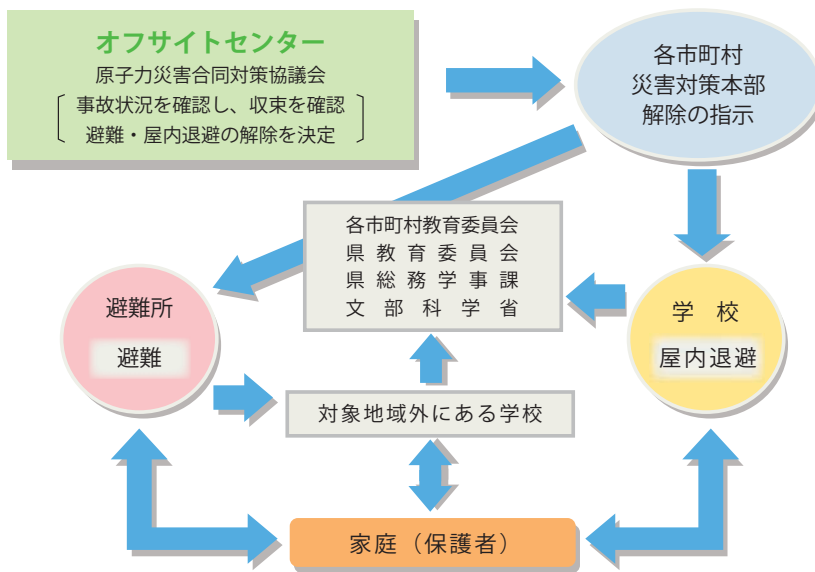 オフサイトセンター
原子力災害合同対策協議会
事故状況を確認し、収束を確認
避難・屋内退避の解除を決定
各市町村
災害対策本部
解除の指示
各市町村教育委員会
県教育委員会
県総務学事課
文部科学省
避難所
避難
学 校
屋内退避
対象地域外にある学校
家庭（保護者）